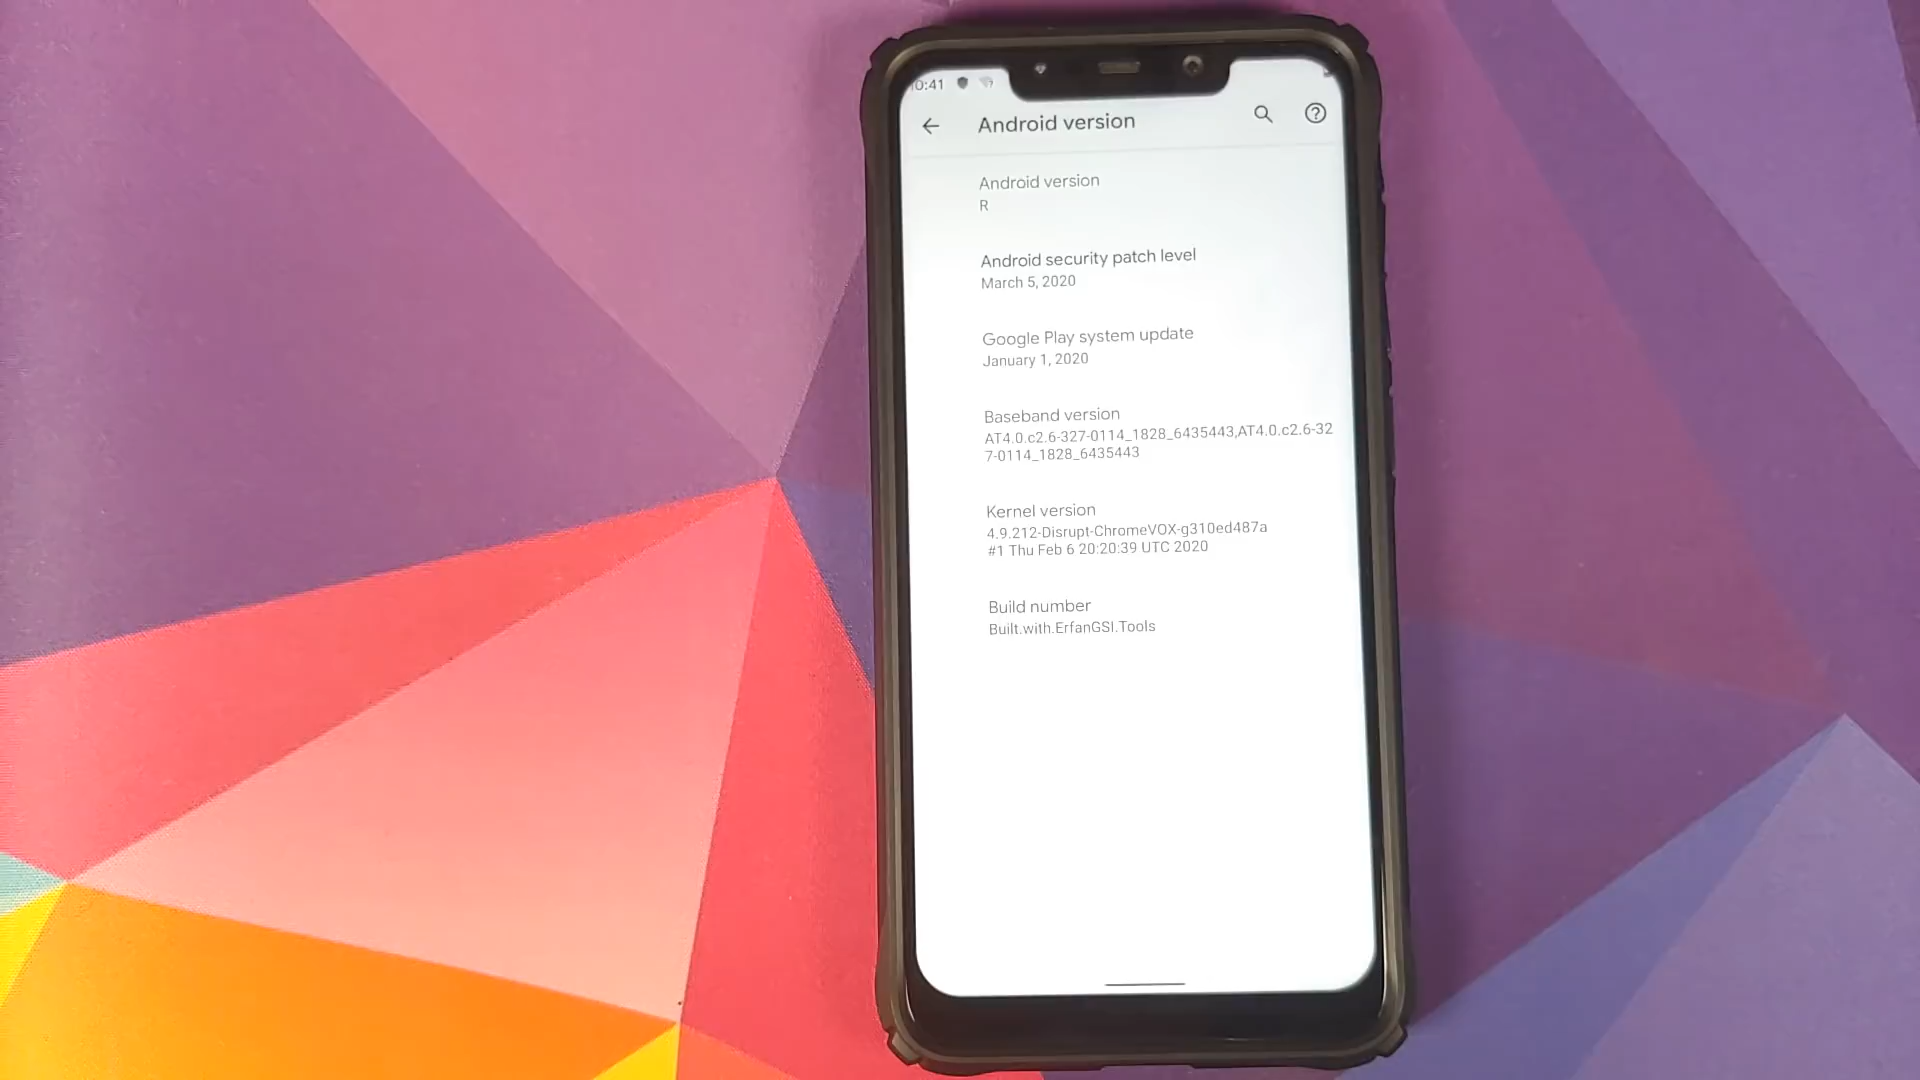 10:41
Android version
Android version
R
Android security patch level
March 5, 2020
Google Play system update
January 1, 2020
Baseband version
AT4.0.c2.6-327-0114_1828_6435443,AT4.0.c2.6-32
7-0114_1828_6435443
Kernel version
4.9.212-Disrupt-ChromeVOX-g310ed487a
#1 Thu Feb 6 20:20:39 UTC 2020
Build number
Built.with.ErfanGSI.Tools